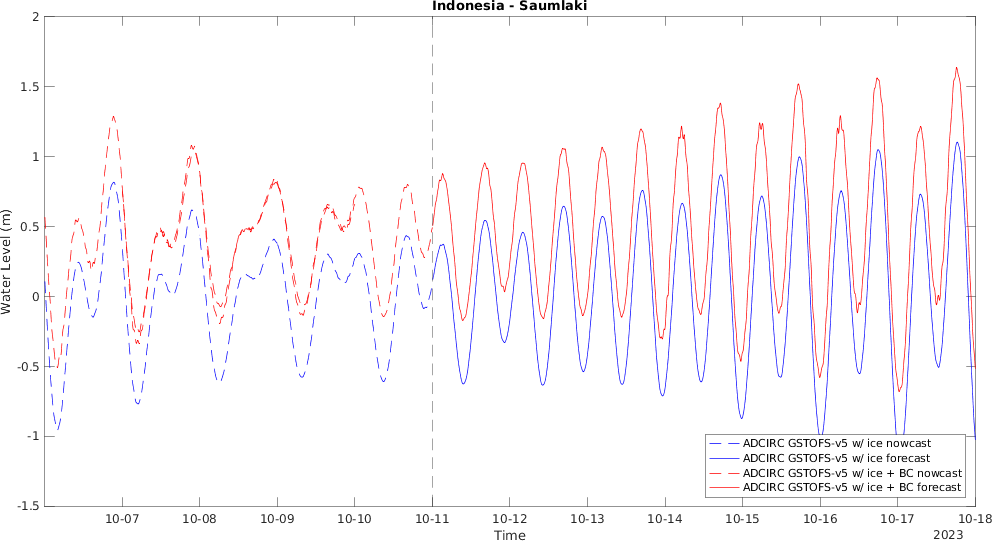 Indonesia - Saumlaki
Water Level (m)
2
1.5
1
0.5
0
-0.5
-1
-1.5
ADCIRC GSTOFS-v5 w/ ice nowcast
ADCIRC GSTOFS-v5 w/ ice forecast
ADCIRC GSTOFS-v5 w/ ice + BC nowcast
ADCIRC GSTOFS-v5 w/ ice + BC forecast
10-07 10-08 10-09 10-10 10-11 10-12 10-13 10-14 10-15 10-16 10-17 10-18
Time
2023